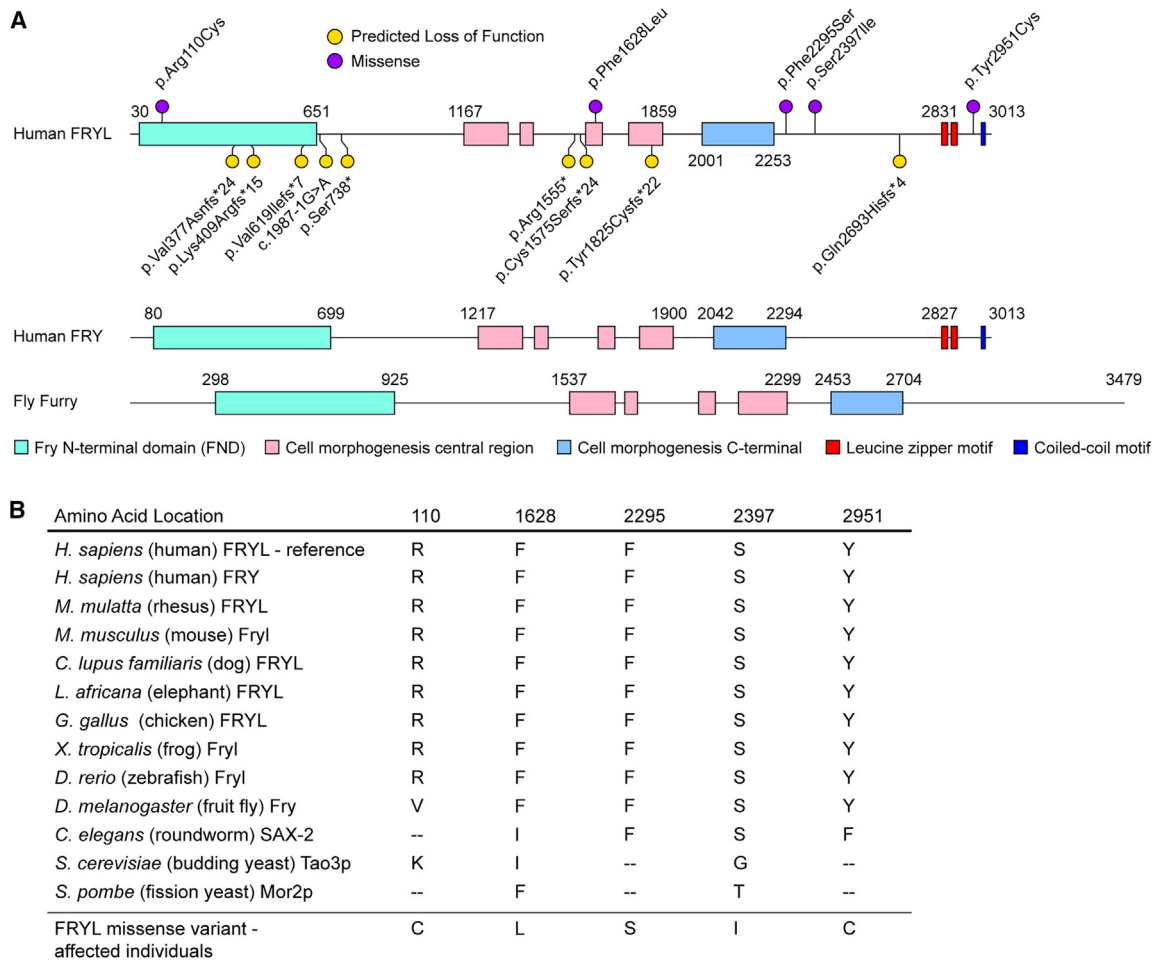 A
Predicted Loss of Function
Missense
p.Arg110Cys
p.Phe1628Leu
p.Phe2295Ser
p.Ser2397Ile
p.Tyr2951Cys
30 651 1167 1859 2831 3013
Human FRYL
2001 2253
p.Val377Asnfs*24
p.Lys409Argfs*15
p.Val619Ilefs*7
c.1987-1G>A
p.Ser738*
p.Arg1555*
p.Cys1575Serfs*24
p.Tyr1825Cysfs*22
p.Gln2693Hisfs*4
80 699 1217 1900 2042 2294 2827 3013
Human FRY
298 925 1537 2299 2453 2704 3479
Fly Furry
Fry N-terminal domain (FND) Cell morphogenesis central region Cell morphogenesis C-terminal Leucine zipper motif Coiled-coil motif
B
Amino Acid Location 110 1628 2295 2397 2951
H. sapiens (human) FRYL - reference R F F S Y
H. sapiens (human) FRY R F F S Y
M. mulatta (rhesus) FRYL R F F S Y
M. musculus (mouse) Fryl R F F S Y
C. lupus familiaris (dog) FRYL R F F S Y
L. africana (elephant) FRYL R F F S Y
G. gallus (chicken) FRYL R F F S Y
X. tropicalis (frog) Fryl R F F S Y
D. rerio (zebrafish) Fryl R F F S Y
D. melanogaster (fruit fly) Fry V F F S Y
C. elegans (roundworm) SAX-2 -- I F S F
S. cerevisiae (budding yeast) Tao3p K I -- G --
S. pombe (fission yeast) Mor2p -- F -- T --
FRYL missense variant - C L S I C
affected individuals